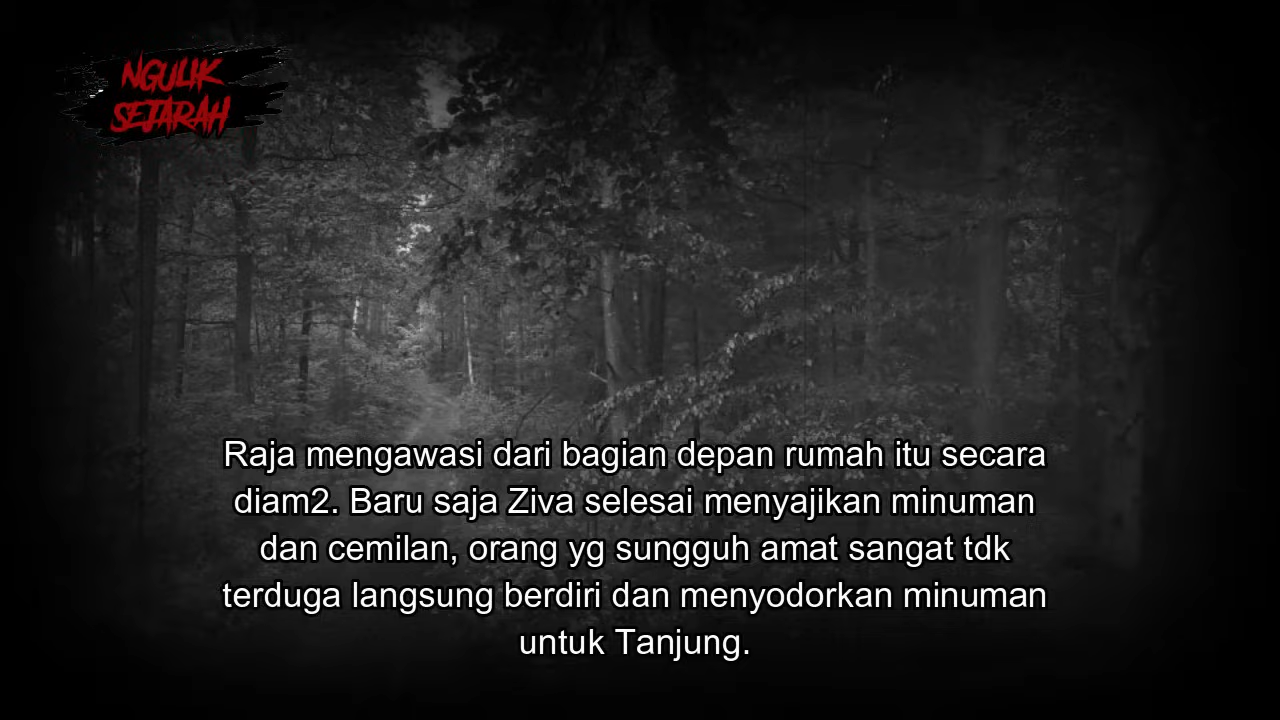 NGULIK
SEJARAH
Raja mengawasi dari bagian depan rumah itu secara
diam2. Baru saja Ziva selesai menyajikan minuman
dan cemilan, orang yg sungguh amat sangat tdk
terduga langsung berdiri dan menyodorkan minuman
untuk Tanjung.